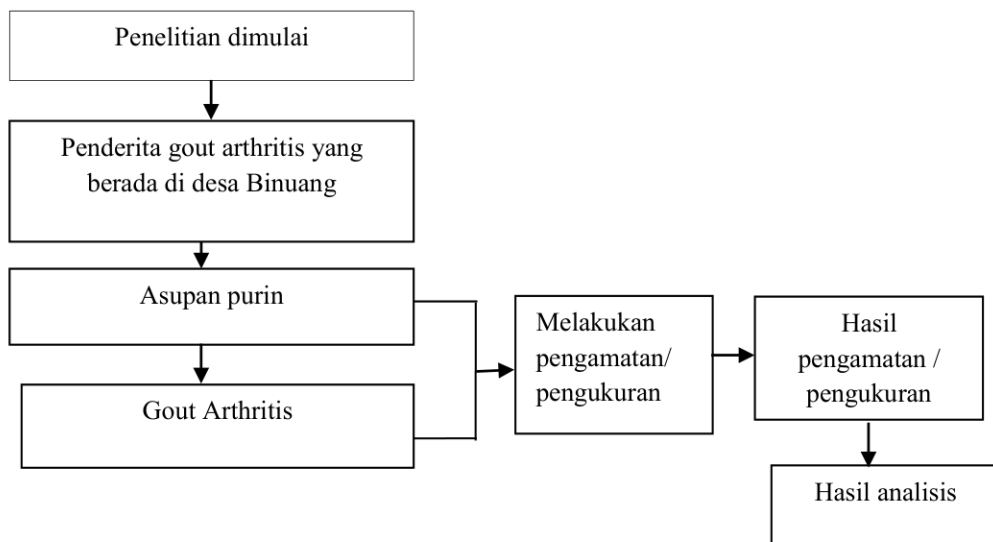 Penelitian dimulai
Penderita gout arthritis yang
berada di desa Binuang
Asupan purin
Gout Arthritis
Melakukan
pengamatan/
pengukuran
Hasil
pengamatan /
pengukuran
Hasil analisis